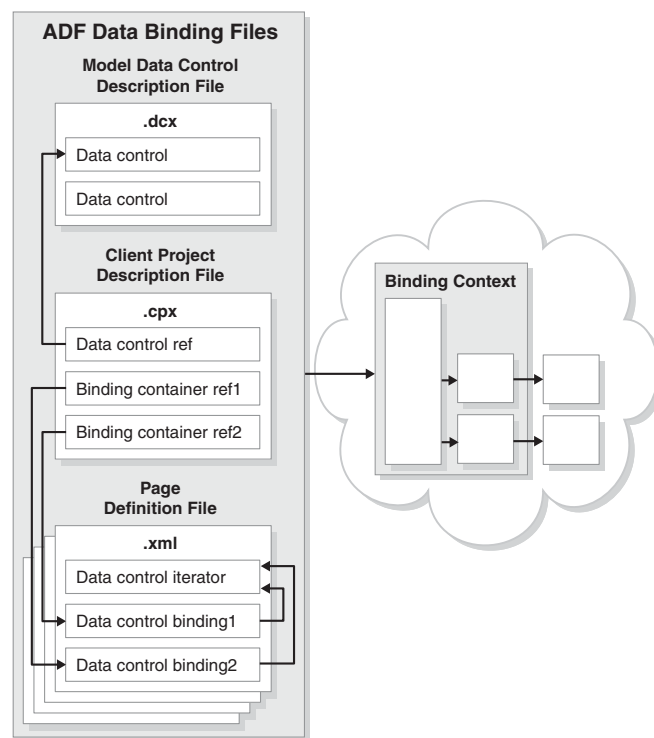 ADF Data Binding Files
Model Data Control
Description File
.dcx
Data control
Data control
Client Project
Description File
.cpx
Data control ref
Binding container ref1
Binding container ref2
Page
Definition File
.xml
Data control iterator
Data control binding1
Data control binding2
Binding Context